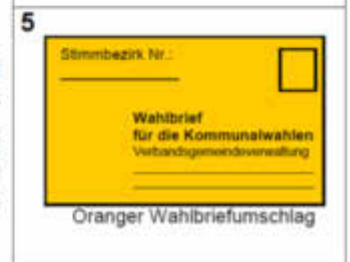 5
Stimmbezirk Nr.:
Wahlbrief
für die Kommunalwahlen
Verbandsgemeindeverwaltung
Oranger Wahlbriefumschlag